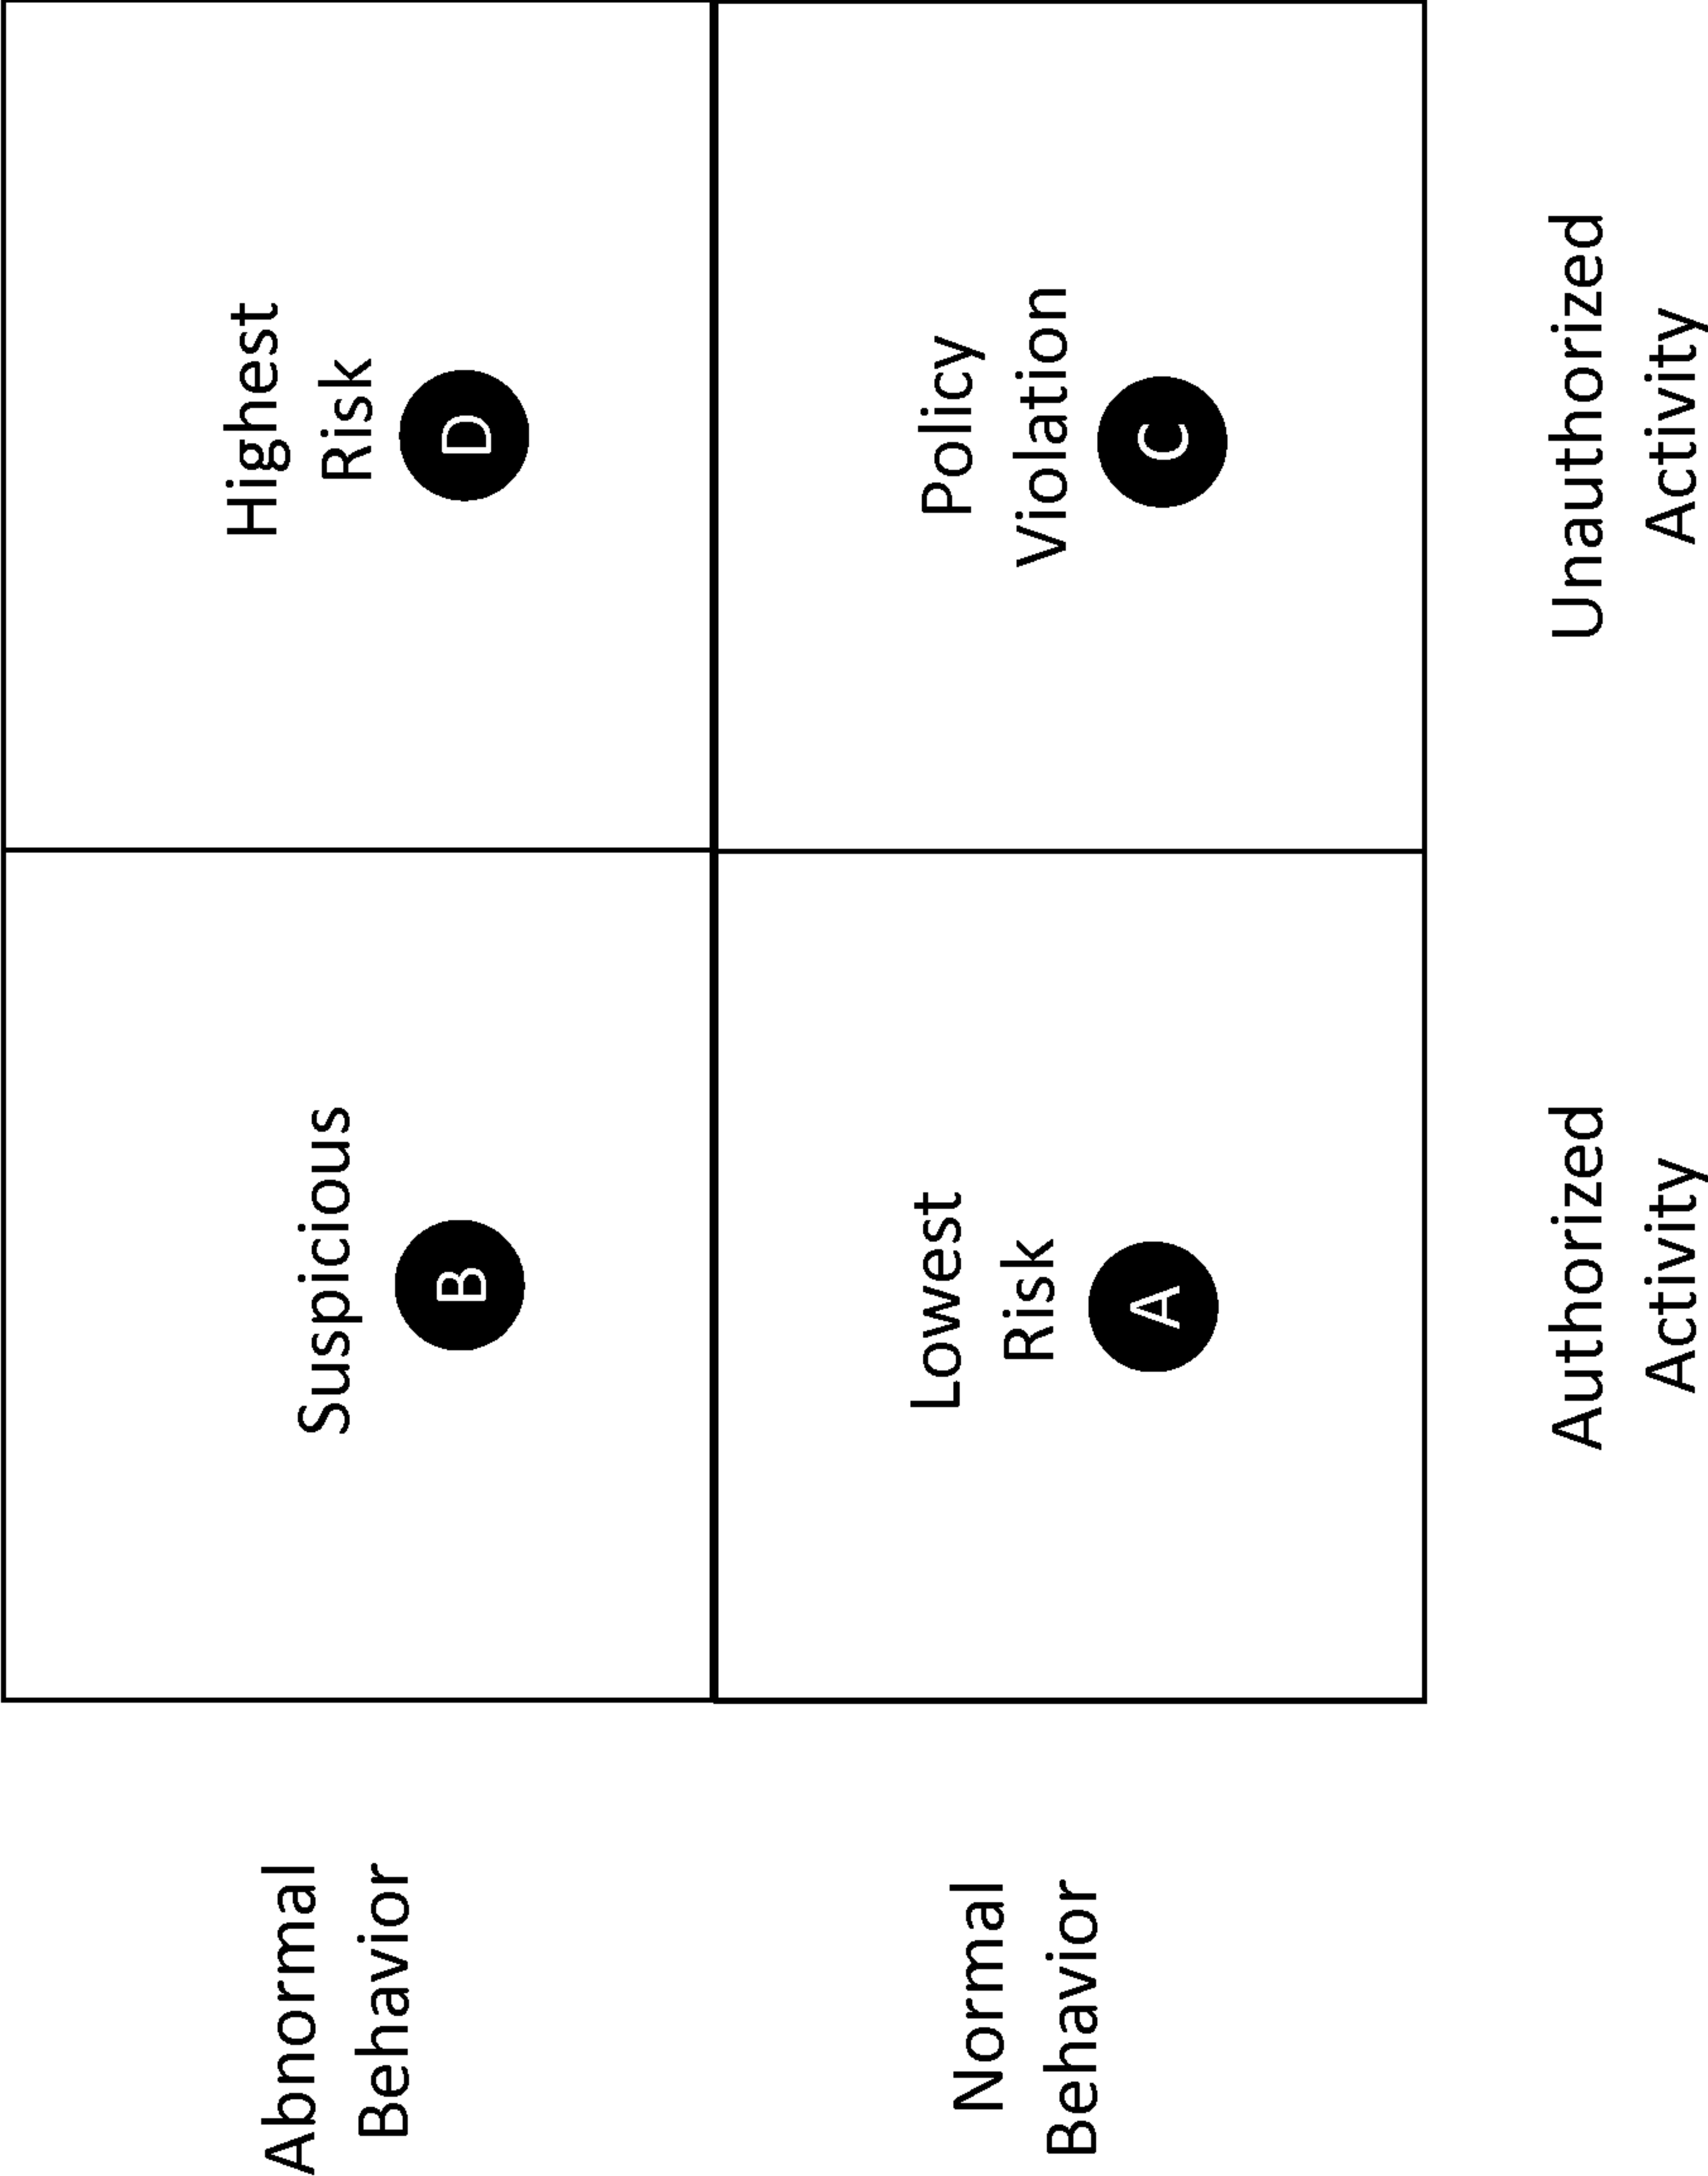 Abnormal
Behavior
Suspicious
B
Highest
Risk
D
Normal
Behavior
Lowest
Risk
A
Policy
Violation
C
Authorized
Activity
Unauthorized
Activity